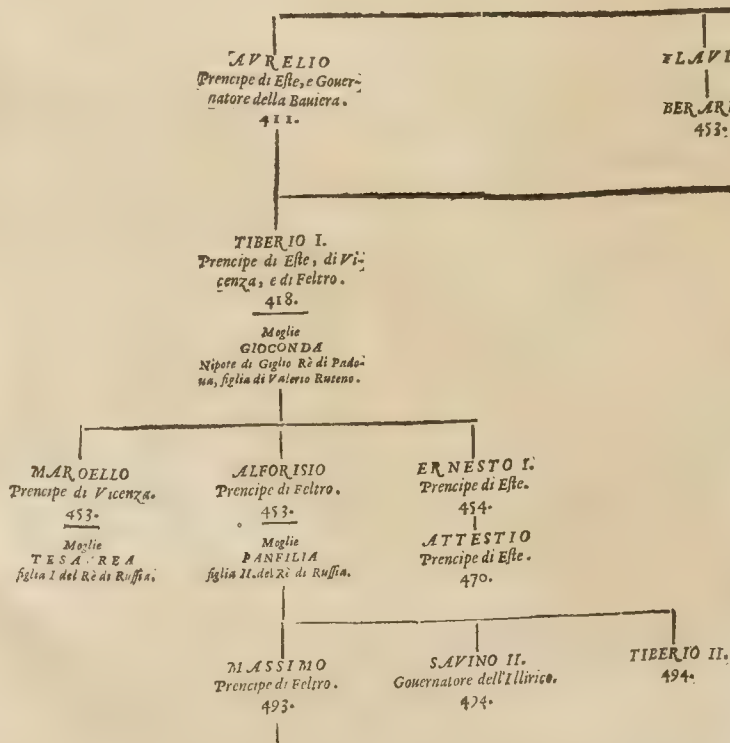 AVRELIO
Prencipe di Este, e Gouer-
natore della Bauiera.
411.
FLAVI
BERAR
453.
TIBERIO I.
Prencipe di Este, di Vi-
cenza, e di Feltro.
418.
Moglie
GIOCONDA
Nipote di Giglio Rè di Pado-
ua, figlia di Valerio Ruteno.
MAROELLO
Prencipe di Vicenza.
453.
Moglie
figlia I del Rè di Russia.
ALFORISIO
Prencipe di Feltro.
453.
Moglie
PANFILIA
figlia II. del Rè di Russia.
ERNESTO I.
Prencipe di Este.
454.
ATTESTIO
Prencipe di Este.
470.
MASSIMO
Prencipe di Feltro.
493.
SAVINO II.
Gouernatore dell'Illirico.
494.
TIBERIO II.
494.